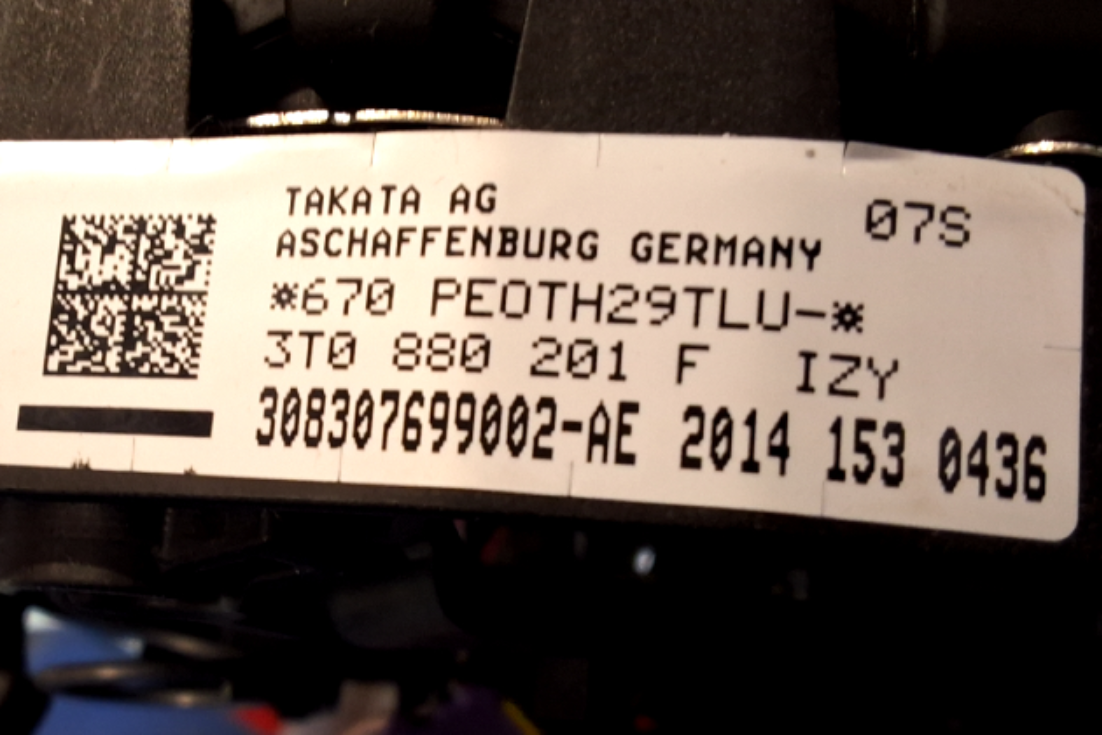 TAKATA AG
07S
ASCHAFFENBURG GERMANY
*670 PEOTH29TLU-*
3T0 880 201 F IZY
308307699002-AE 2014 153 0436